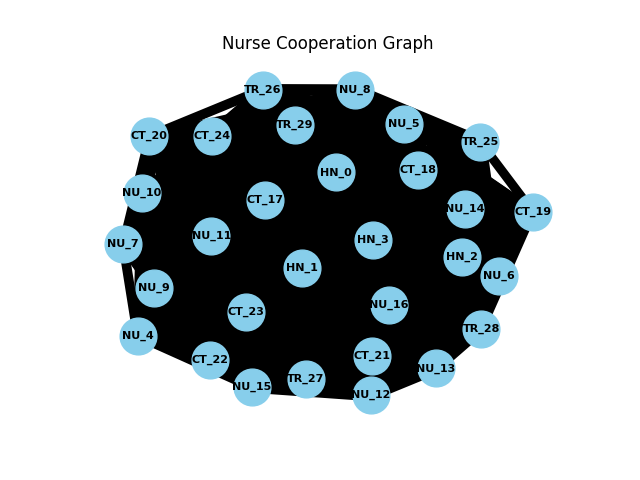 Nurse Cooperation Graph
TR_26
NU_8
TR_29
NU_5
CT_20
CT_24
TR_25
HN_0
CT_18
NU_10
CT_17
NU_14
CT_19
NU_11
HN_3
NU_7
HN_2
HN_1
NU_6
NU_9
NU_16
CT_23
TR_28
NU_4
CT_21
CT_22
NU_13
TR_27
NU_15
NU_12